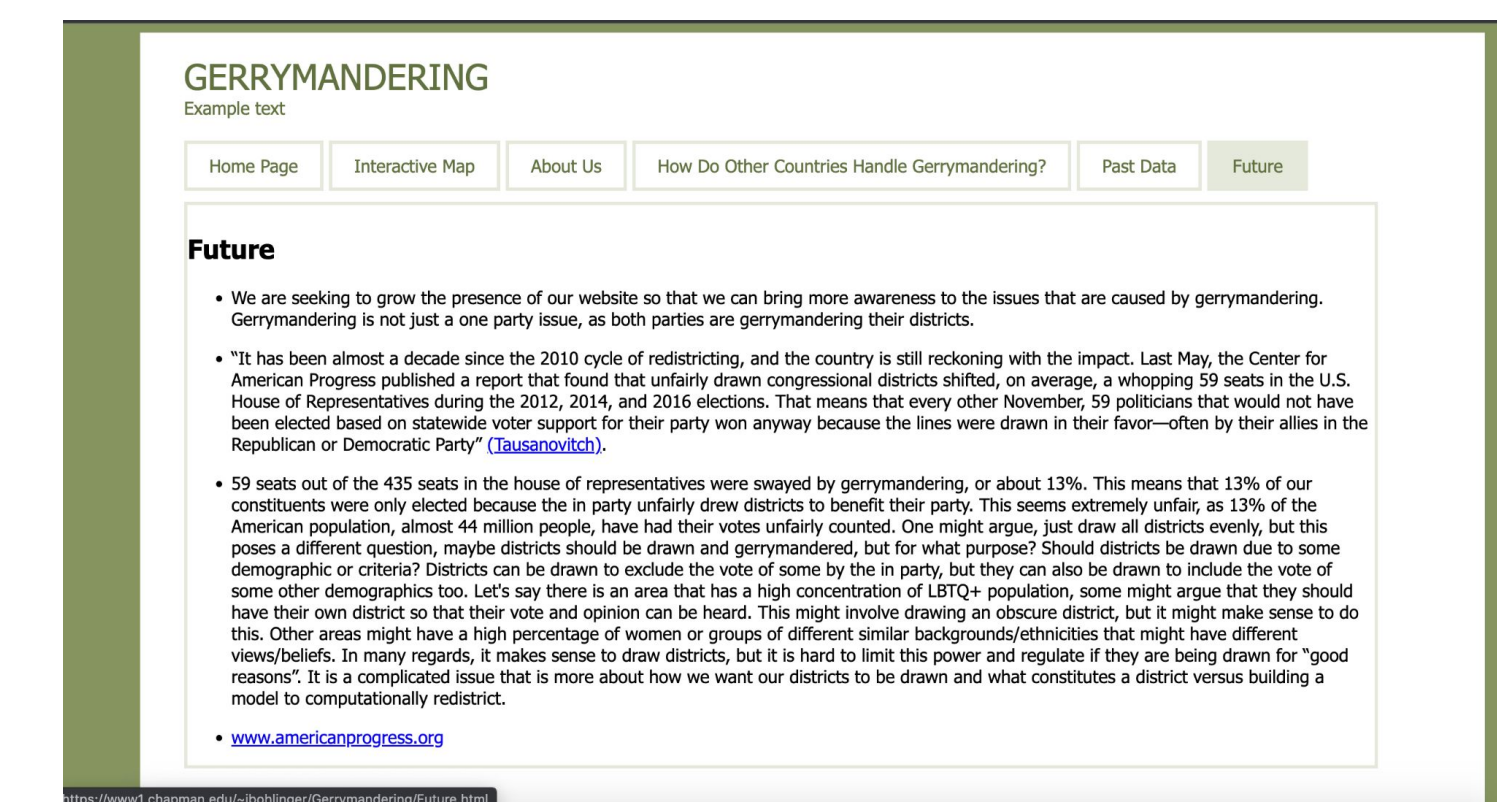 GERRYMANDERING
Example text
Home Page
Interactive Map
About Us
How Do Other Countries Handle Gerrymandering?
Past Data
Future
Future
• We are seeking to grow the presence of our website so that we can bring more awareness to the issues that are caused by gerrymandering.
Gerrymandering is not just a one party issue, as both parties are gerrymandering their districts.
• “It has been almost a decade since the 2010 cycle of redistricting, and the country is still reckoning with the impact. Last May, the Center for
American Progress published a report that found that unfairly drawn congressional districts shifted, on average, a whopping 59 seats in the U.S.
House of Representatives during the 2012, 2014, and 2016 elections. That means that every other November, 59 politicians that would not have
been elected based on statewide voter support for their party won anyway because the lines were drawn in their favor—often by their allies in the
Republican or Democratic Party” (Tausanovitch).
• 59 seats out of the 435 seats in the house of representatives were swayed by gerrymandering, or about 13%. This means that 13% of our
constituents were only elected because the in party unfairly drew districts to benefit their party. This seems extremely unfair, as 13% of the
American population, almost 44 million people, have had their votes unfairly counted. One might argue, just draw all districts evenly, but this
poses a different question, maybe districts should be drawn and gerrymandered, but for what purpose? Should districts be drawn due to some
demographic or criteria? Districts can be drawn to exclude the vote of some by the in party, but they can also be drawn to include the vote of
some other demographics too. Let's say there is an area that has a high concentration of LBTQ+ population, some might argue that they should
have their own district so that their vote and opinion can be heard. This might involve drawing an obscure district, but it might make sense to do
this. Other areas might have a high percentage of women or groups of different similar backgrounds/ethnicities that might have different
views/beliefs. In many regards, it makes sense to draw districts, but it is hard to limit this power and regulate if they are being drawn for “good
reasons”. It is a complicated issue that is more about how we want our districts to be drawn and what constitutes a district versus building a
model to computationally redistrict.
• www.americanprogress.org
https://www1.chapman.edu/~jbohlinger/Gerrymandering/Future.html